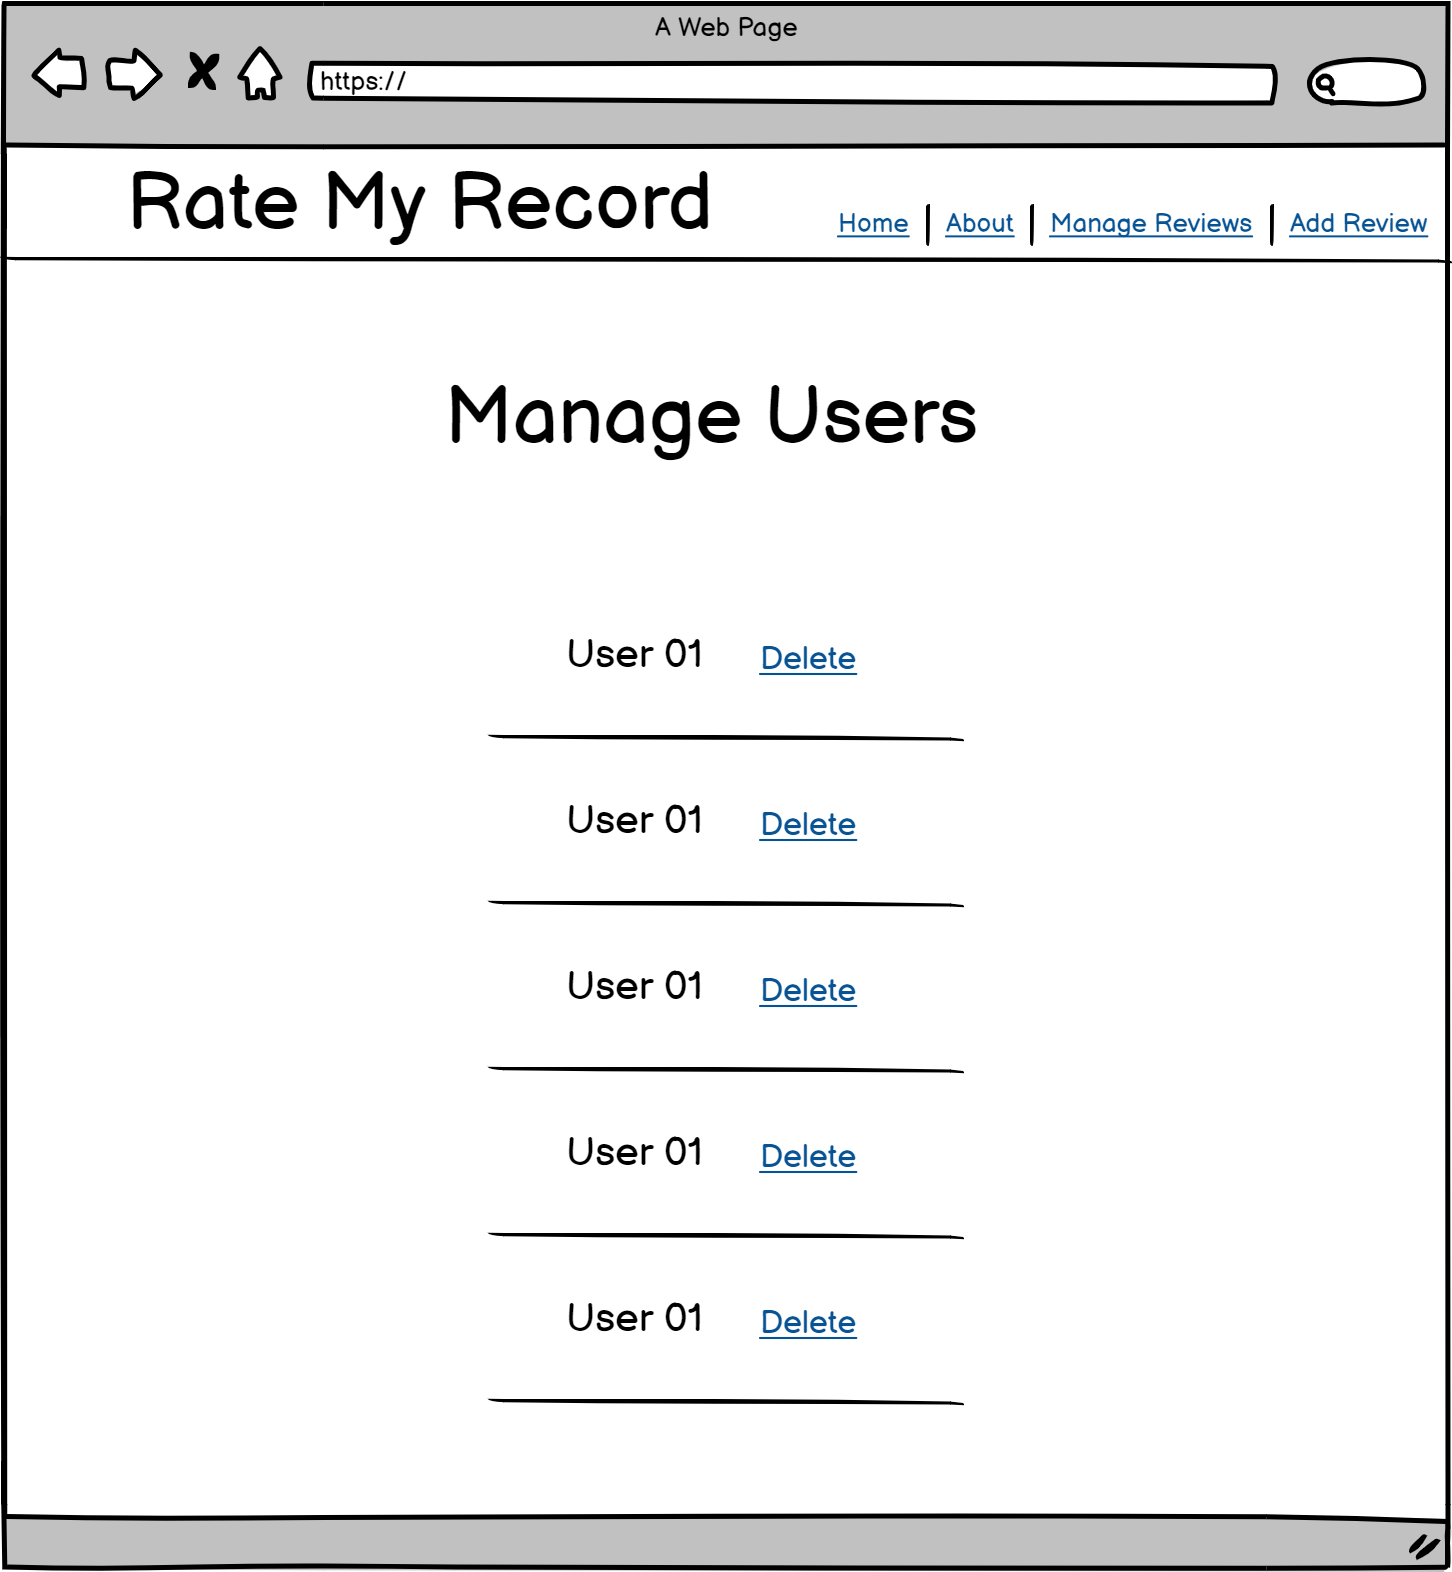 A Web Page
https://
Rate My Record
Home | About | Manage Reviews | Add Review
Manage Users
User 01 Delete
User 01 Delete
User 01 Delete
User 01 Delete
User 01 Delete